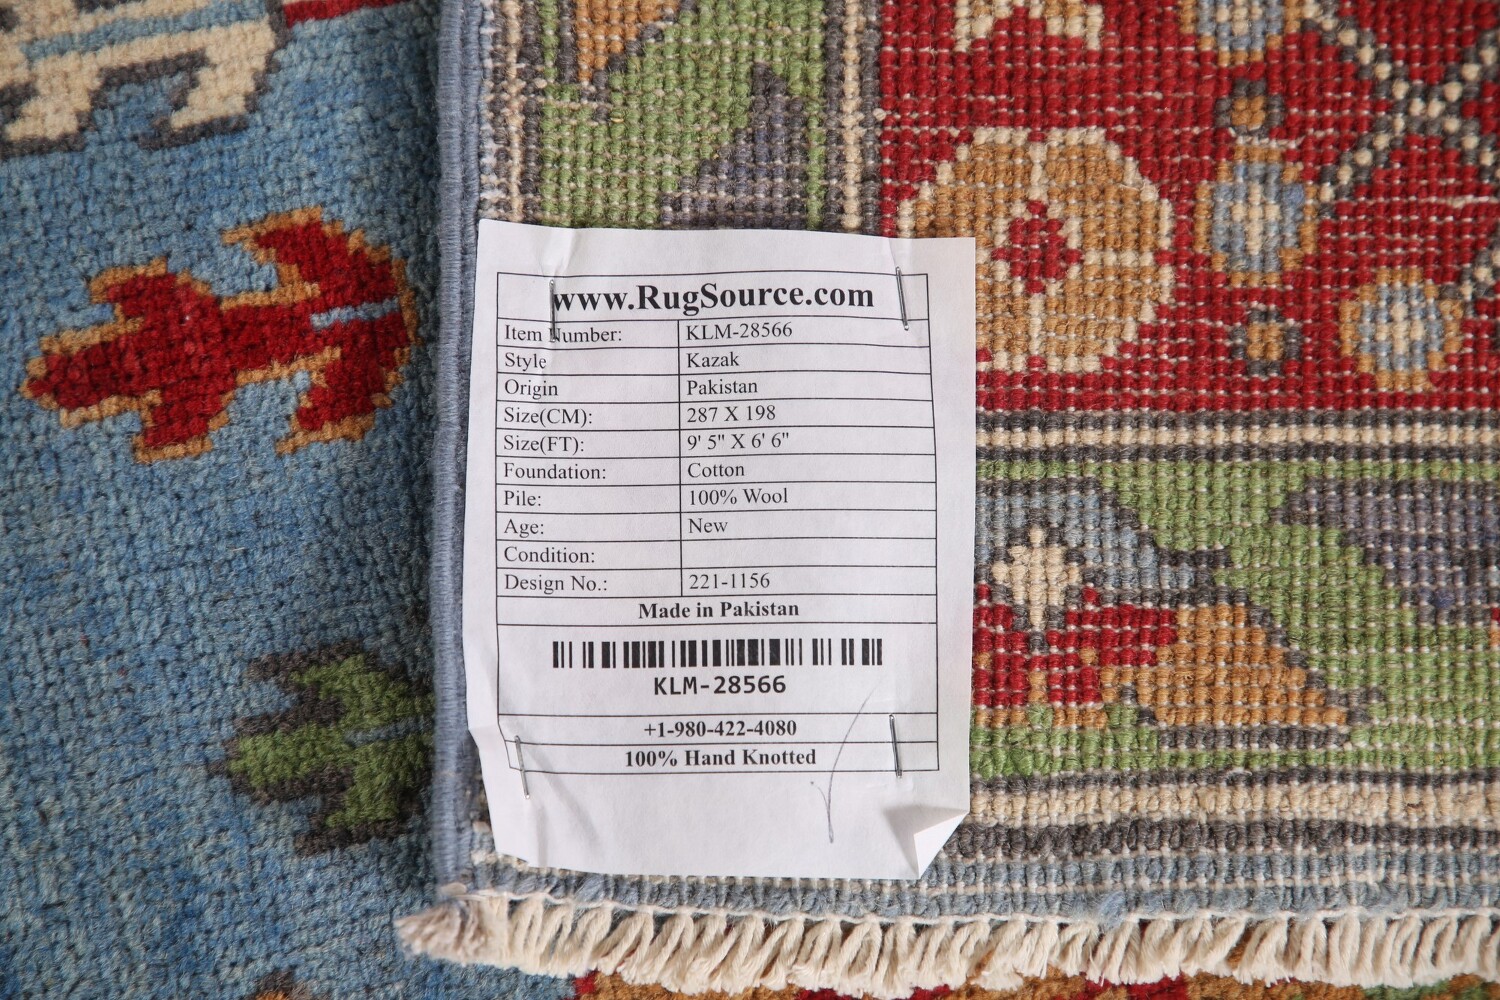 www.RugSource.com
Item Number: KLM-28566
Style Kazak
Origin Pakistan
Size(CM): 287 X 198
Size(FT): 9' 5" X 6' 6"
Foundation: Cotton
Pile: 100% Wool
Age: New
Condition:
Design No.: 221-1156
Made in Pakistan
KLM-28566
+1-980-422-4080
100% Hand Knotted